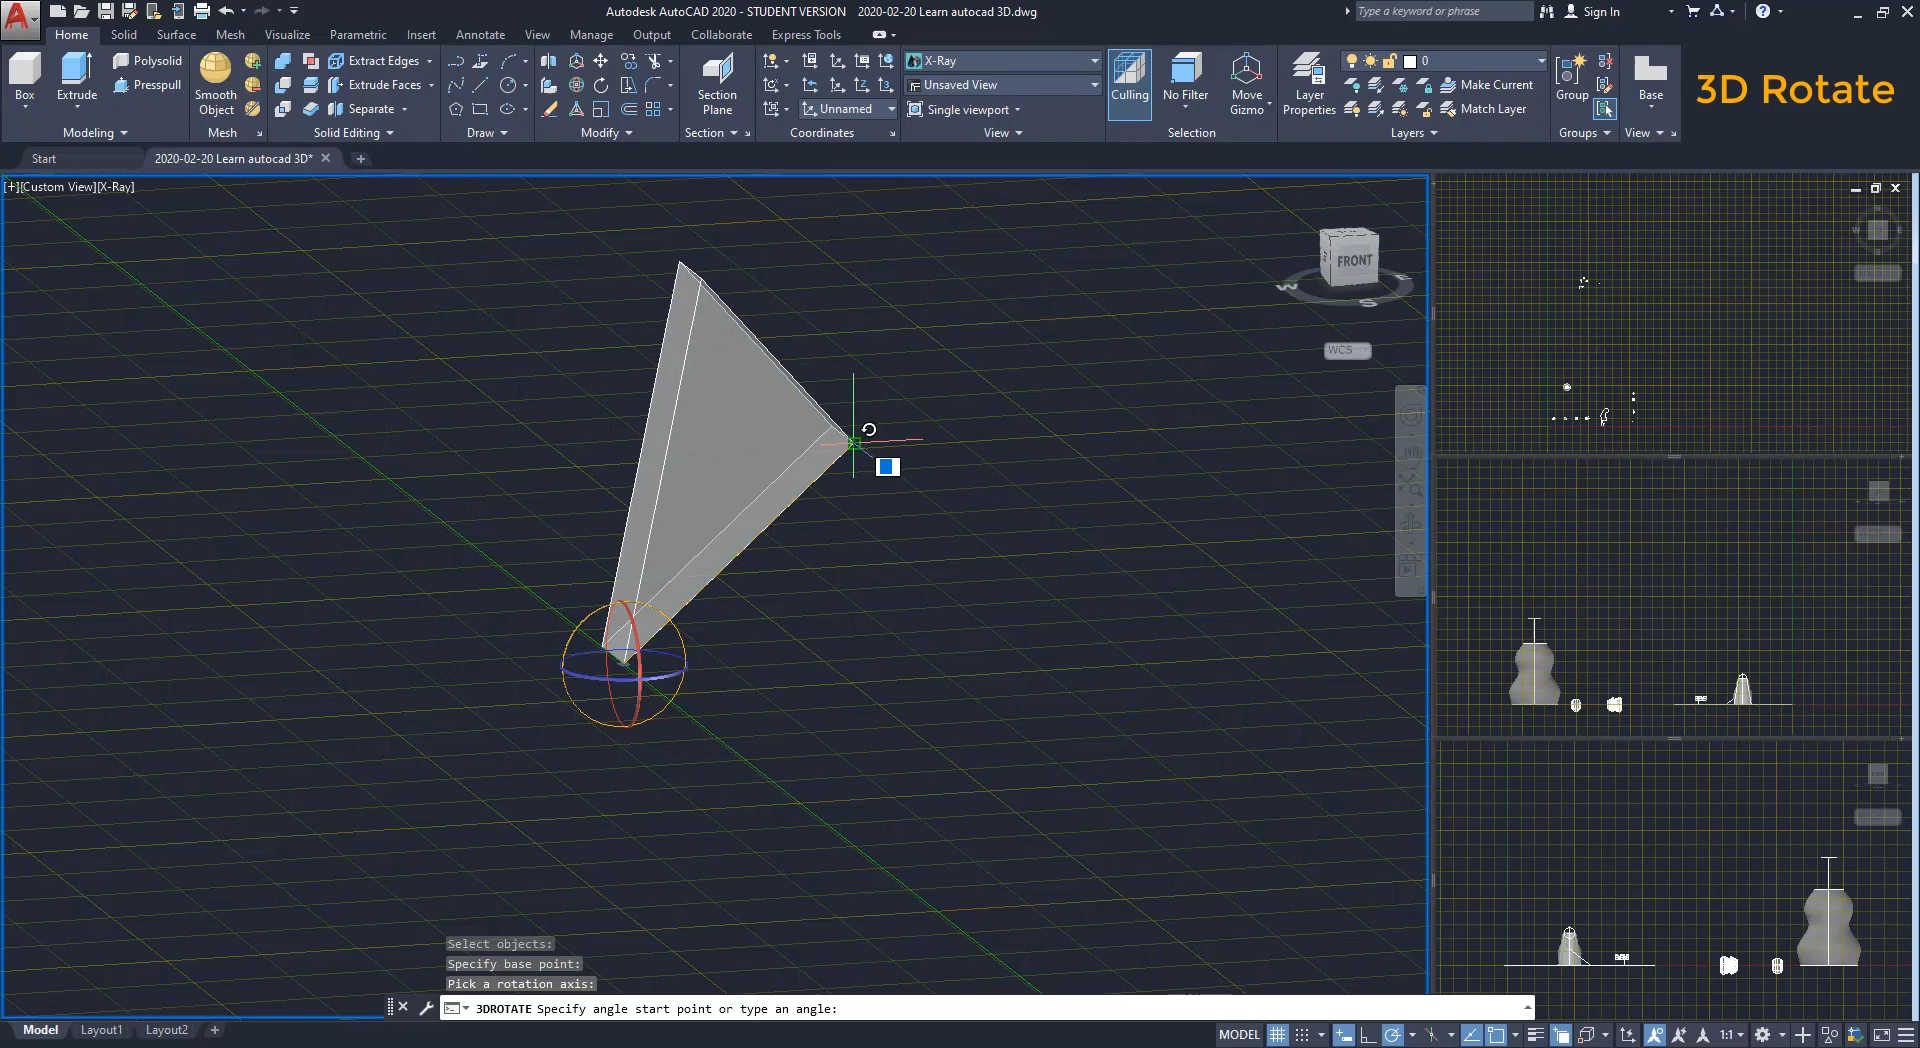 Autodesk AutoCAD 2020 - STUDENT VERSION 2020-02-20 Learn autocad 3D.dwg
Type a keyword or phrase
Sign In
Home Solid Surface Mesh Visualize Parametric Insert Annotate View Manage Output Collaborate Express Tools
Box
Extrude
Polysolid
Presspull
Modeling
Smooth
Object
Mesh
Extract Edges
Extrude Faces
Separate
Solid Editing
Draw
Modify
Section
Plane
Section
Unnamed
Coordinates
X-Ray
Unsaved View
Single viewport
View
Culling
No Filter
Move
Gizmo
Selection
Layer
Properties
0
Make Current
Match Layer
Layers
Group
Groups
Base
View
3D Rotate
Start
2020-02-20 Learn autocad 3D*
[+][Custom View][X-Ray]
FRONT
W
S
WCS
Select objects:
Specify base point:
Pick a rotation axis:
3DROTATE Specify angle start point or type an angle:
Model Layout1 Layout2
MODEL
1:1